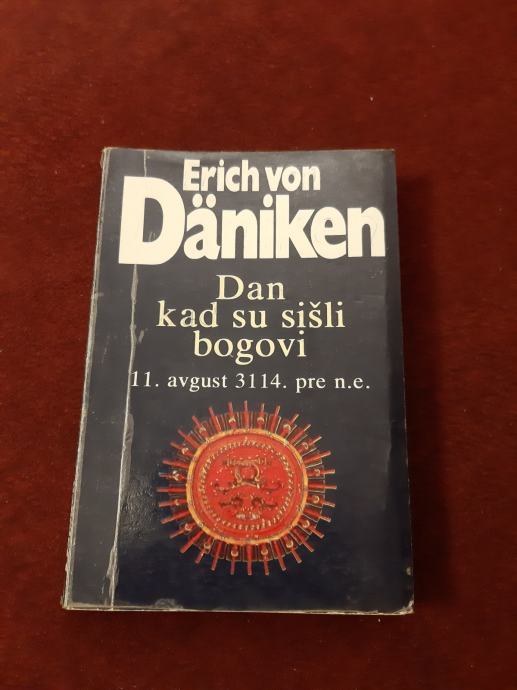 Erich von
Däniken
Dan
kad su sišli
bogovi
11. avgust 3114. pre n.e.